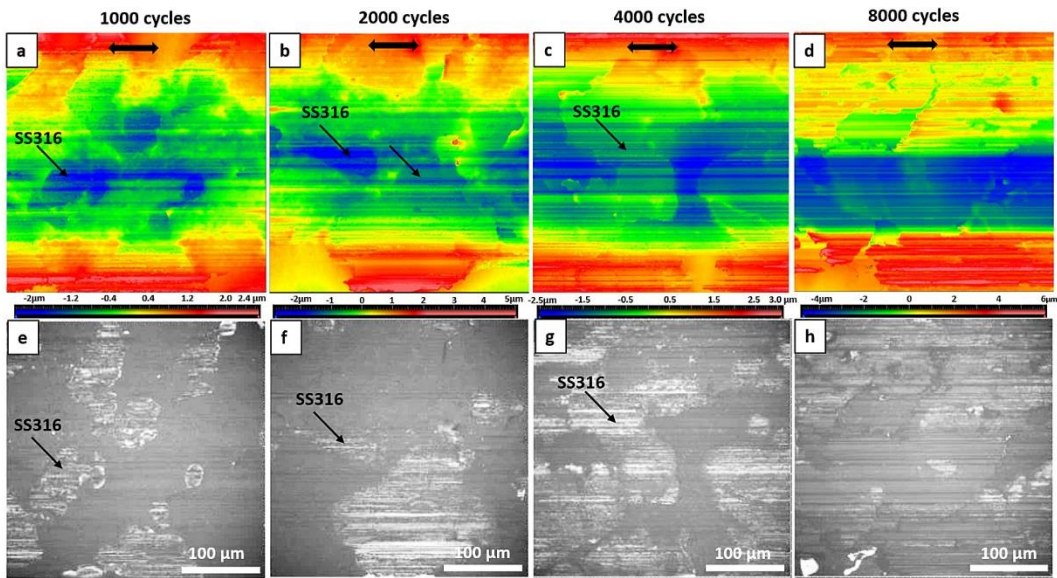 1000 cycles
2000 cycles
4000 cycles
8000 cycles
a
b
c
d
SS316
SS316
SS316
-2µm -1.2 -0.4 0.4 1.2 2.0 2.4 µm
-2µm -1 0 1 2 3 4 5µm
-2.5µm -1.5 -0.5 0.5 1.5 2.5 3.0 µm
-4µm -2 0 2 4 6µm
e
f
g
h
SS316
SS316
SS316
100 µm
100 µm
100 µm
100 µm